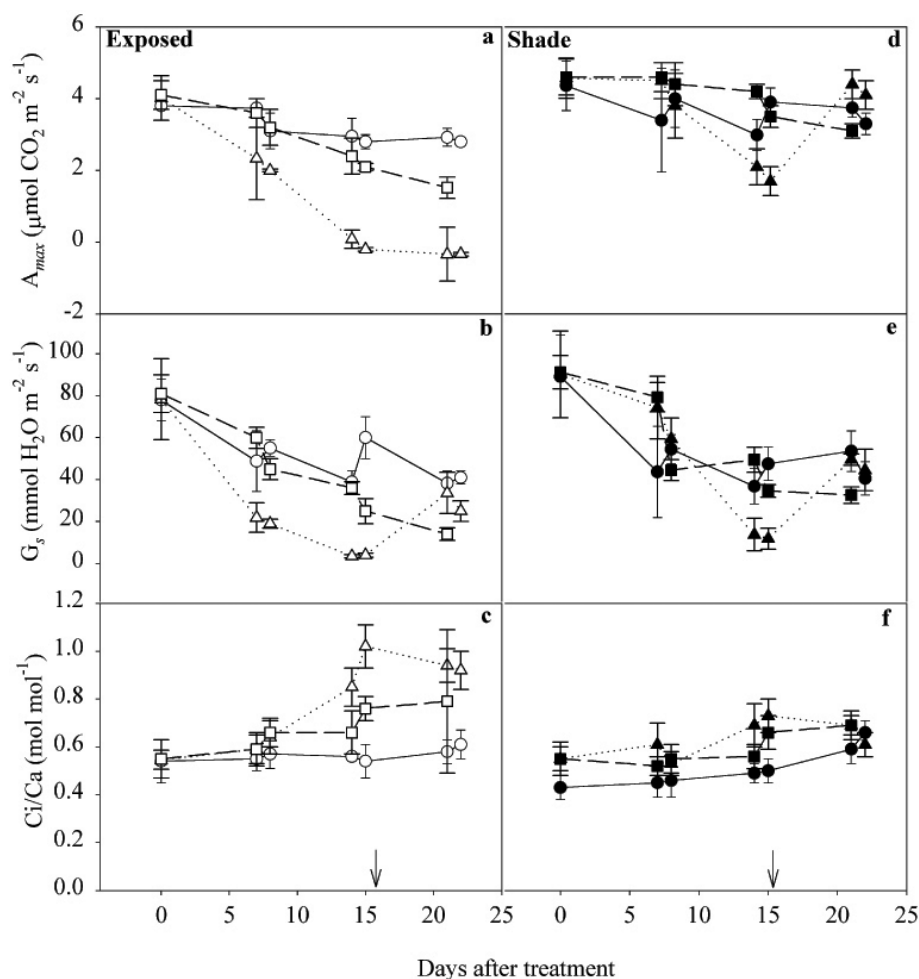 Exposed
a
Shade
d
6
4
2
0
-2
A_max (μmol CO₂ m⁻² s⁻¹)
b
e
100
80
60
40
20
0
G_s (mmol H₂O m⁻² s⁻¹)
c
f
1.2
1.0
0.8
0.6
0.4
0.2
0.0
Ci/Ca (mol mol⁻¹)
0 5 10 15 20 25 0 5 10 15 20 25
Days after treatment